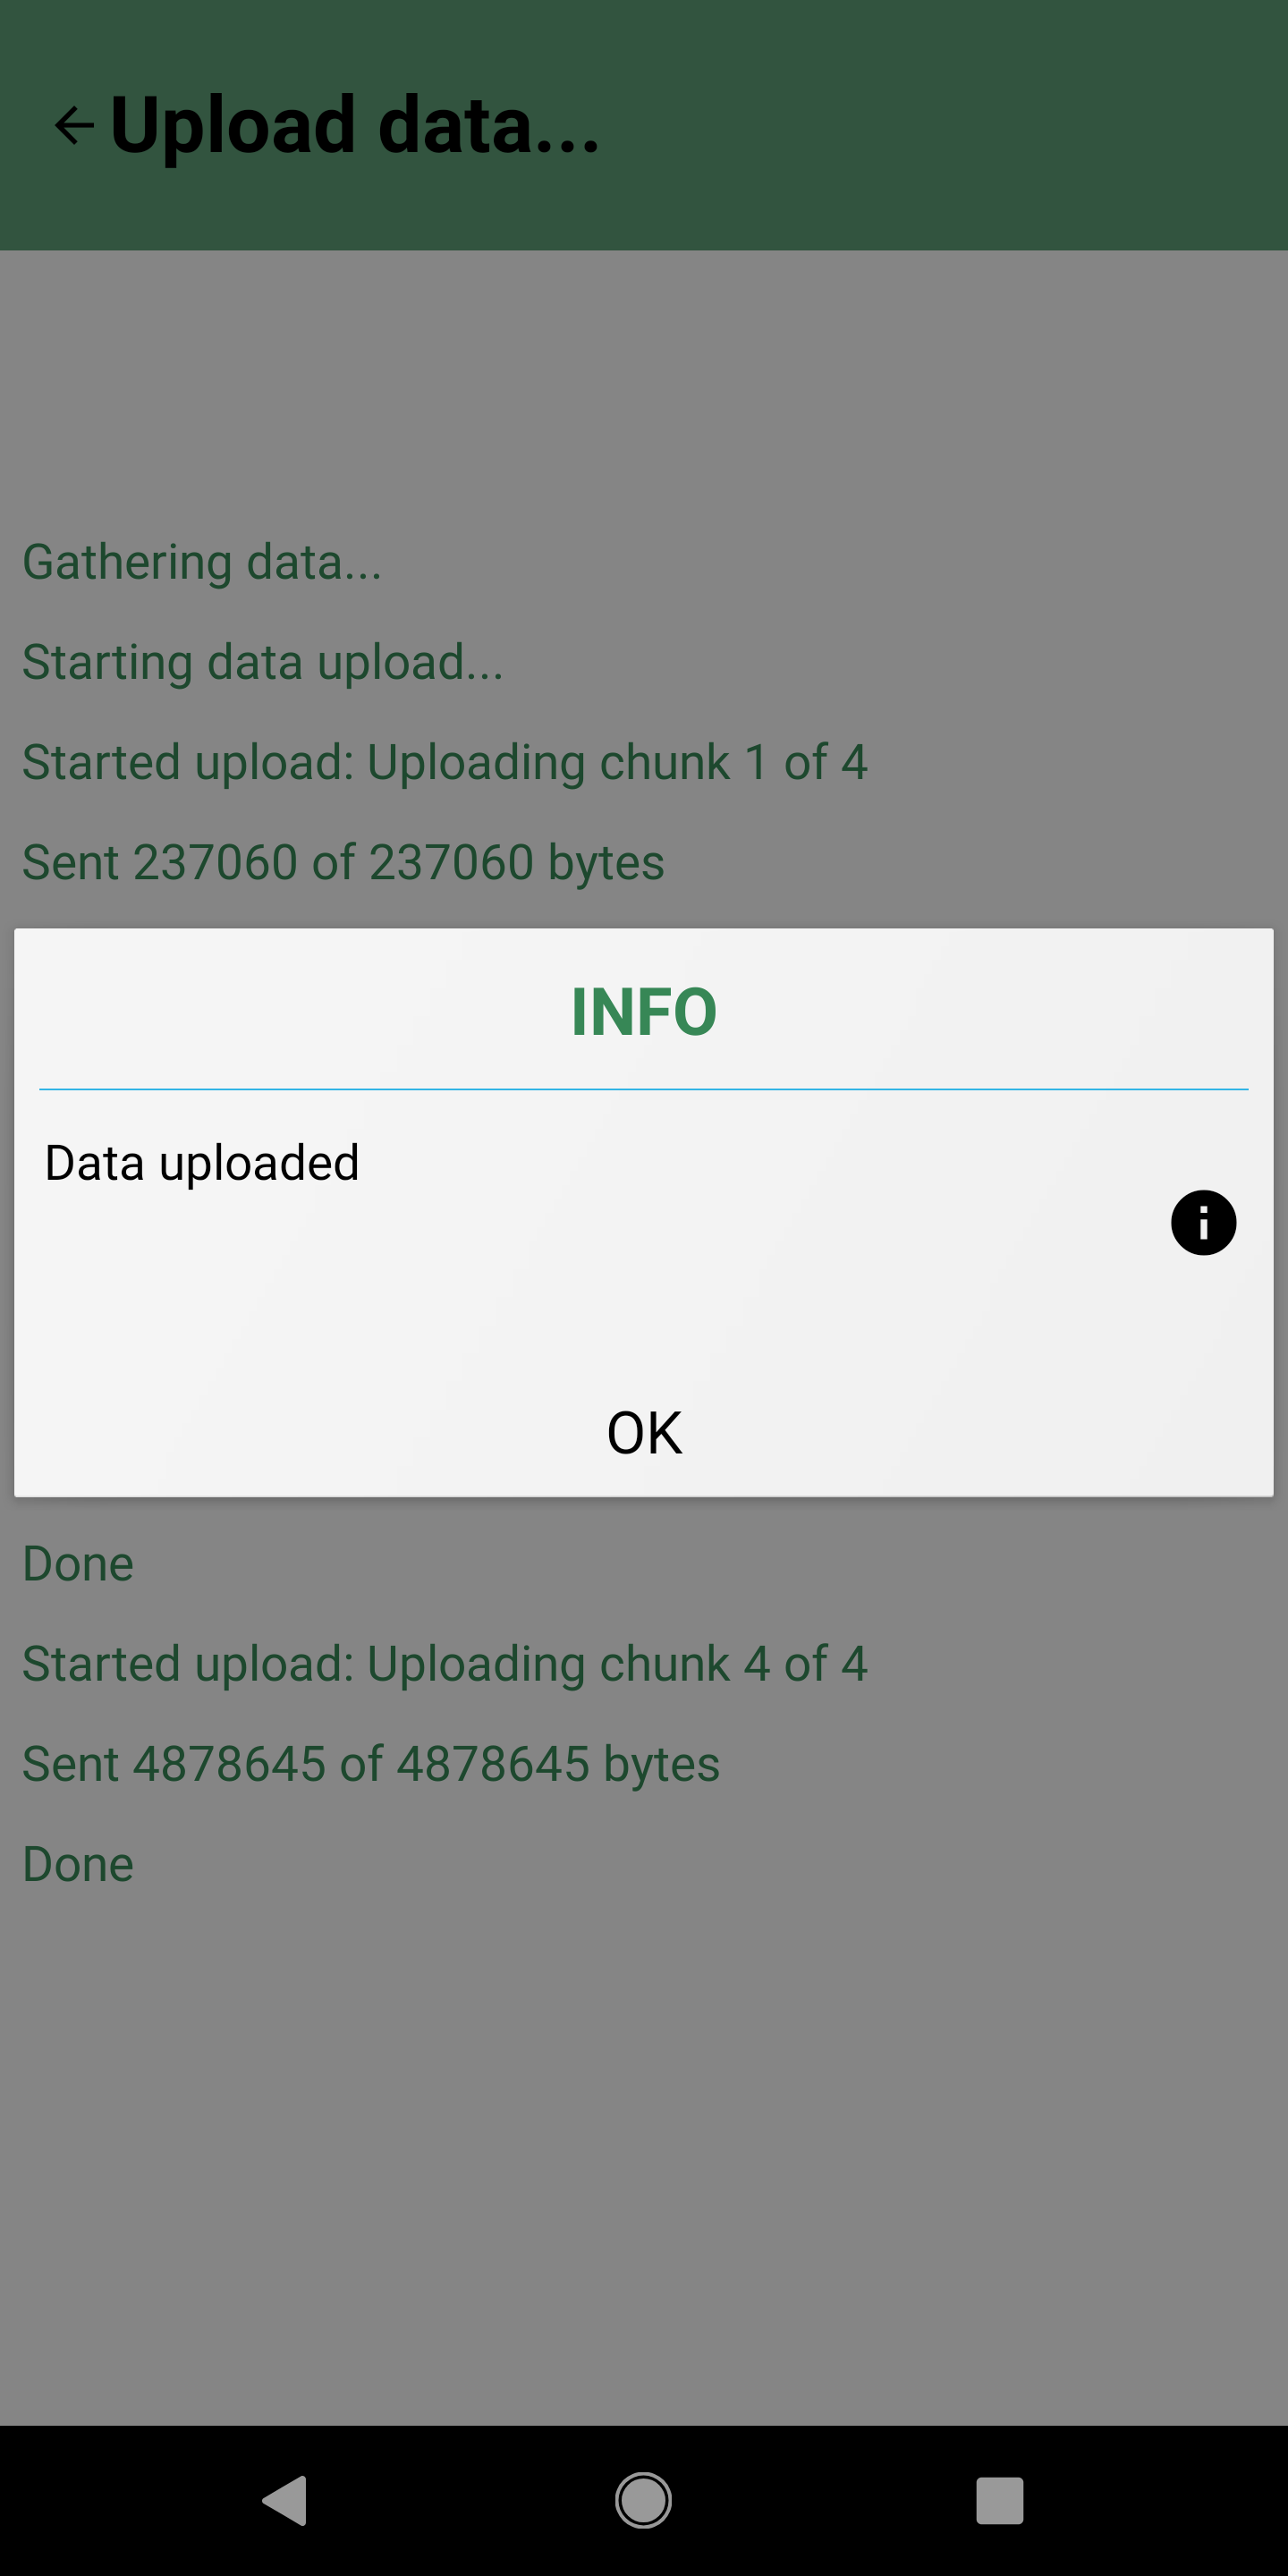 Upload data...
Gathering data...
Starting data upload...
Started upload: Uploading chunk 1 of 4
Sent 237060 of 237060 bytes
INFO
Data uploaded
OK
Done
Started upload: Uploading chunk 4 of 4
Sent 4878645 of 4878645 bytes
Done